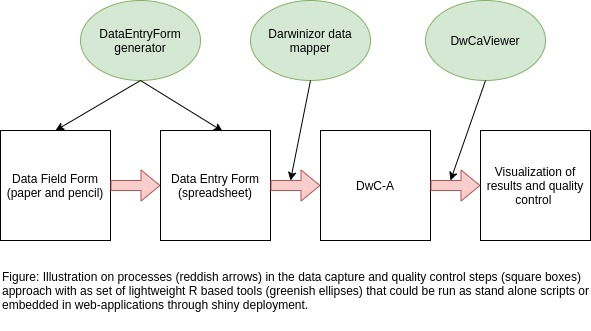 DataEntryForm
generator
Darwinizor data
mapper
DwCaViewer
Data Field Form
(paper and pencil)
Data Entry Form
(spreadsheet)
DwC-A
Visualization of
results and quality
control
Figure: Illustration on processes (reddish arrows) in the data capture and quality control steps (square boxes)
approach with as set of lightweight R based tools (greenish ellipses) that could be run as stand alone scripts or
embedded in web-applications through shiny deployment.